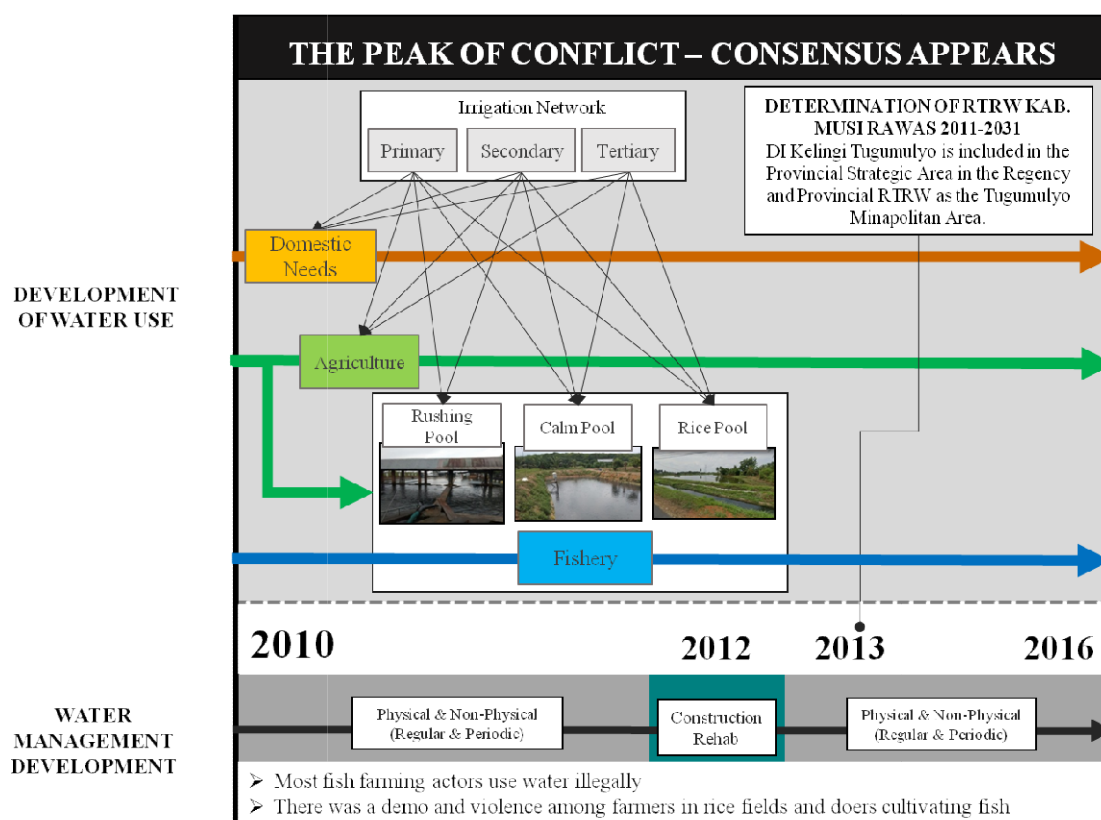 THE PEAK OF CONFLICT – CONSENSUS APPEARS
Irrigation Network
Primary
Secondary
Tertiary
DETERMINATION OF RTRW KAB.
MUSI RAWAS 2011-2031
DI Kelingi Tugumulyo is included in the
Provincial Strategic Area in the Regency
and Provincial RTRW as the Tugumulyo
Minapolitan Area.
Domestic
Needs
DEVELOPMENT
OF WATER USE
Agriculture
Rushing
Pool
Calm Pool
Rice Pool
Fishery
2010
2012
2013
2016
WATER
MANAGEMENT
DEVELOPMENT
Physical & Non-Physical
(Regular & Periodic)
Construction
Rehab
Physical & Non-Physical
(Regular & Periodic)
➢ Most fish farming actors use water illegally
➢ There was a demo and violence among farmers in rice fields and doers cultivating fish